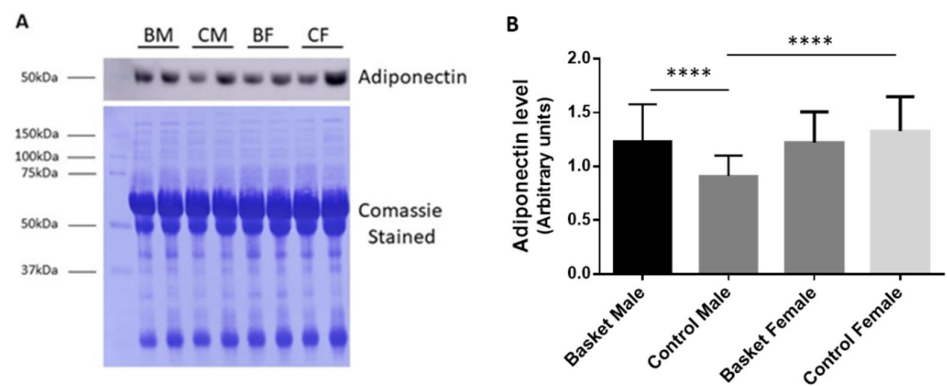 A
BM CM BF CF
50kDa
Adiponectin
150kDa
100kDa
75kDa
50kDa
37kDa
Comassie
Stained
B
****
****
Adiponectin level
(Arbitrary units)
2.0
1.5
1.0
0.5
0.0
Basket Male
Control Male
Basket Female
Control Female